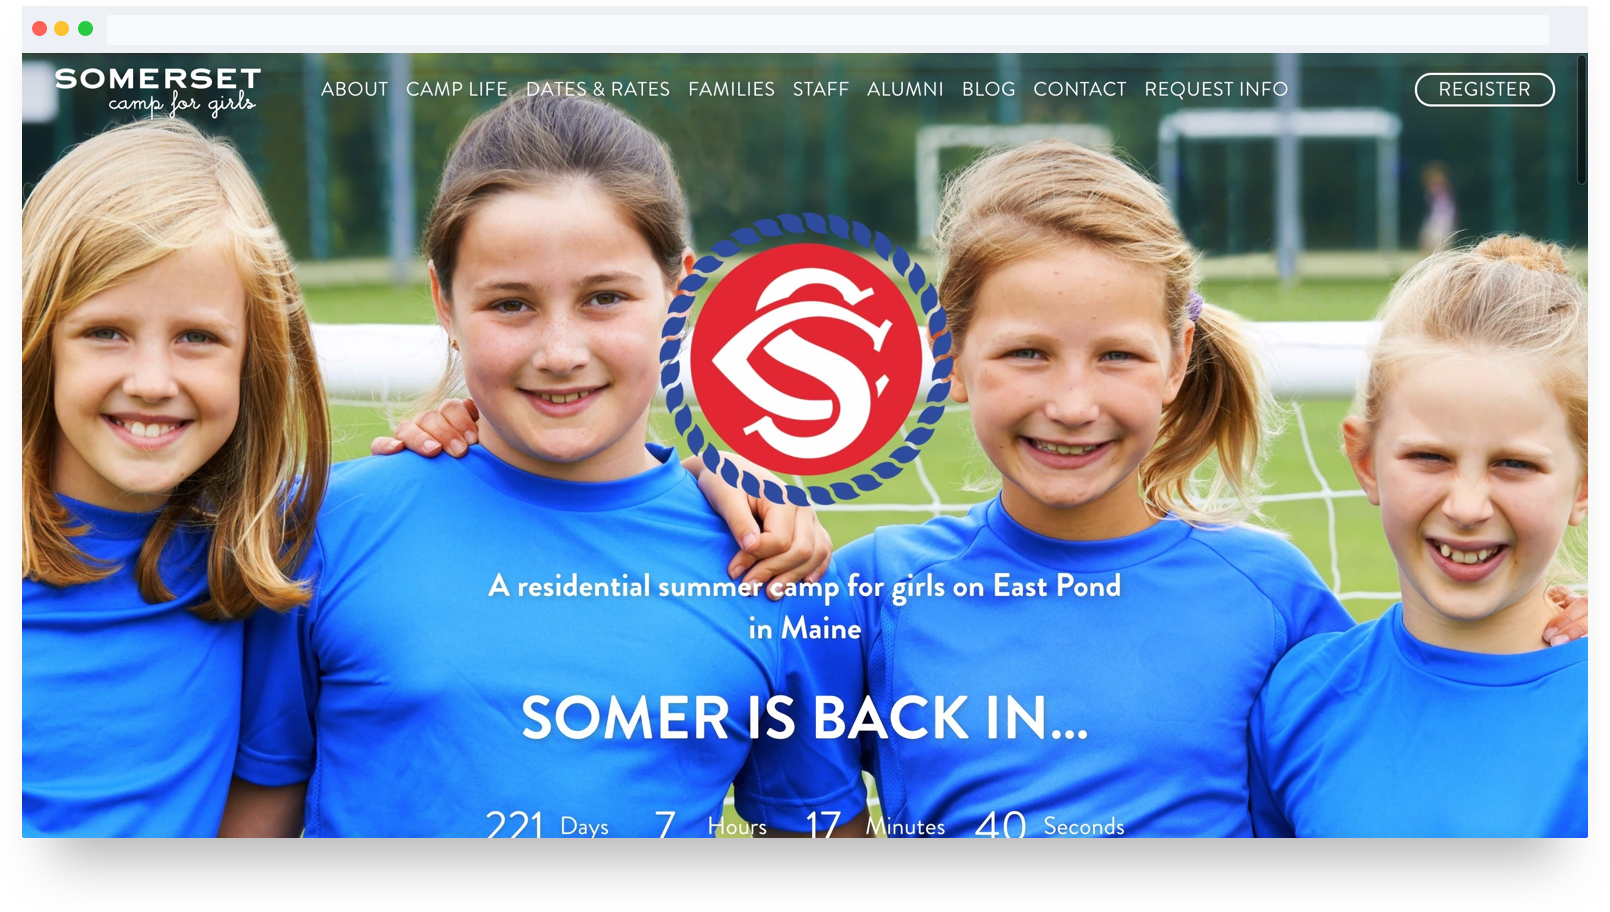 SOMERSET
camp for girls
ABOUT CAMP LIFE DATES & RATES FAMILIES STAFF ALUMNI BLOG CONTACT REQUEST INFO
REGISTER
CS
A residential summer camp for girls on East Pond
in Maine
SOMER IS BACK IN...
221 Days 7 Hours 17 Minutes 40 Seconds